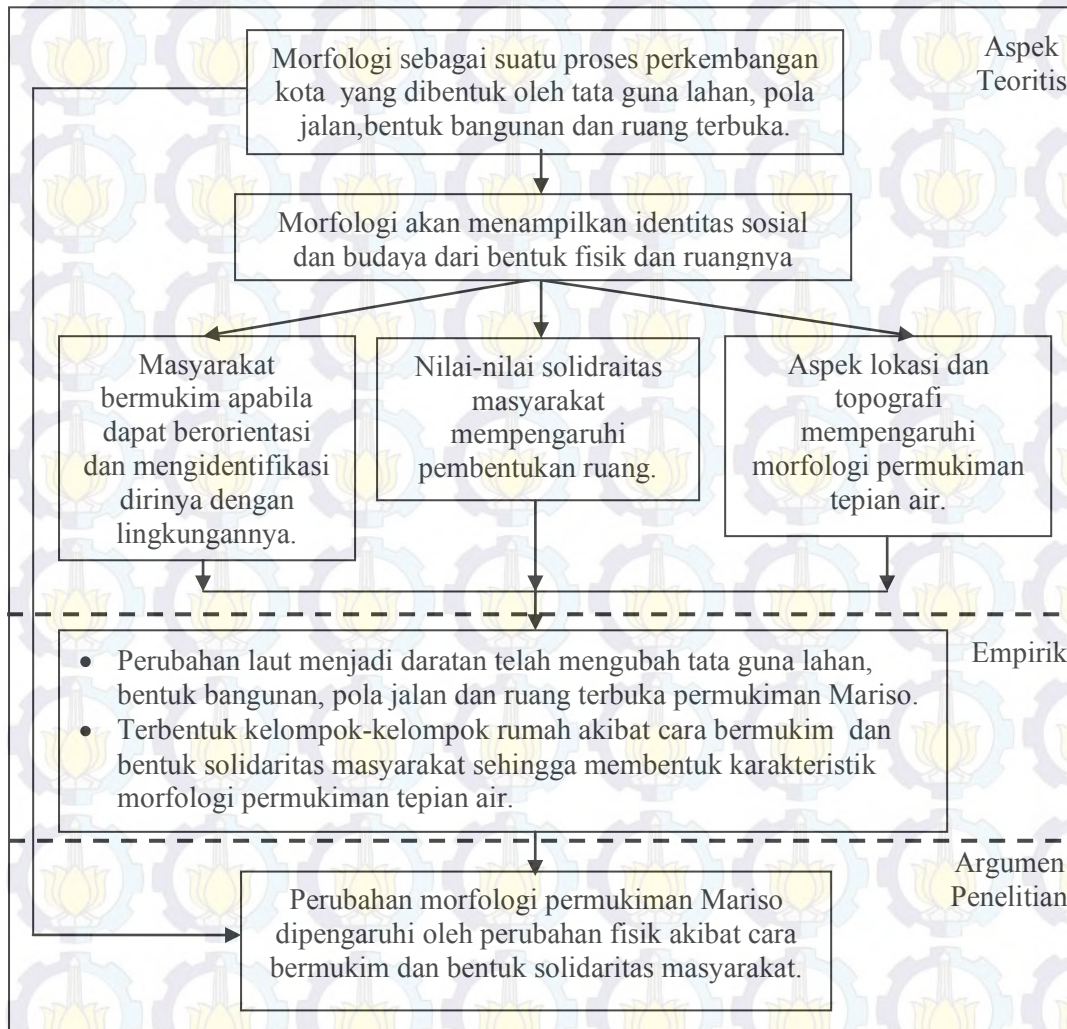 Morfologi sebagai suatu proses perkembangan
kota yang dibentuk oleh tata guna lahan, pola
jalan,bentuk bangunan dan ruang terbuka.
Aspek
Teoritis
Morfologi akan menampilkan identitas sosial
dan budaya dari bentuk fisik dan ruangnya
Masyarakat
bermukim apabila
dapat berorientasi
dan mengidentifikasi
dirinya dengan
lingkungannya.
Nilai-nilai solidraitas
masyarakat
mempengaruhi
pembentukan ruang.
Aspek lokasi dan
topografi
mempengaruhi
morfologi permukiman
tepian air.
• Perubahan laut menjadi daratan telah mengubah tata guna lahan,
bentuk bangunan, pola jalan dan ruang terbuka permukiman Mariso.
• Terbentuk kelompok-kelompok rumah akibat cara bermukim dan
bentuk solidaritas masyarakat sehingga membentuk karakteristik
morfologi permukiman tepian air.
Empirik
Argumen
Penelitian
Perubahan morfologi permukiman Mariso
dipengaruhi oleh perubahan fisik akibat cara
bermukim dan bentuk solidaritas masyarakat.